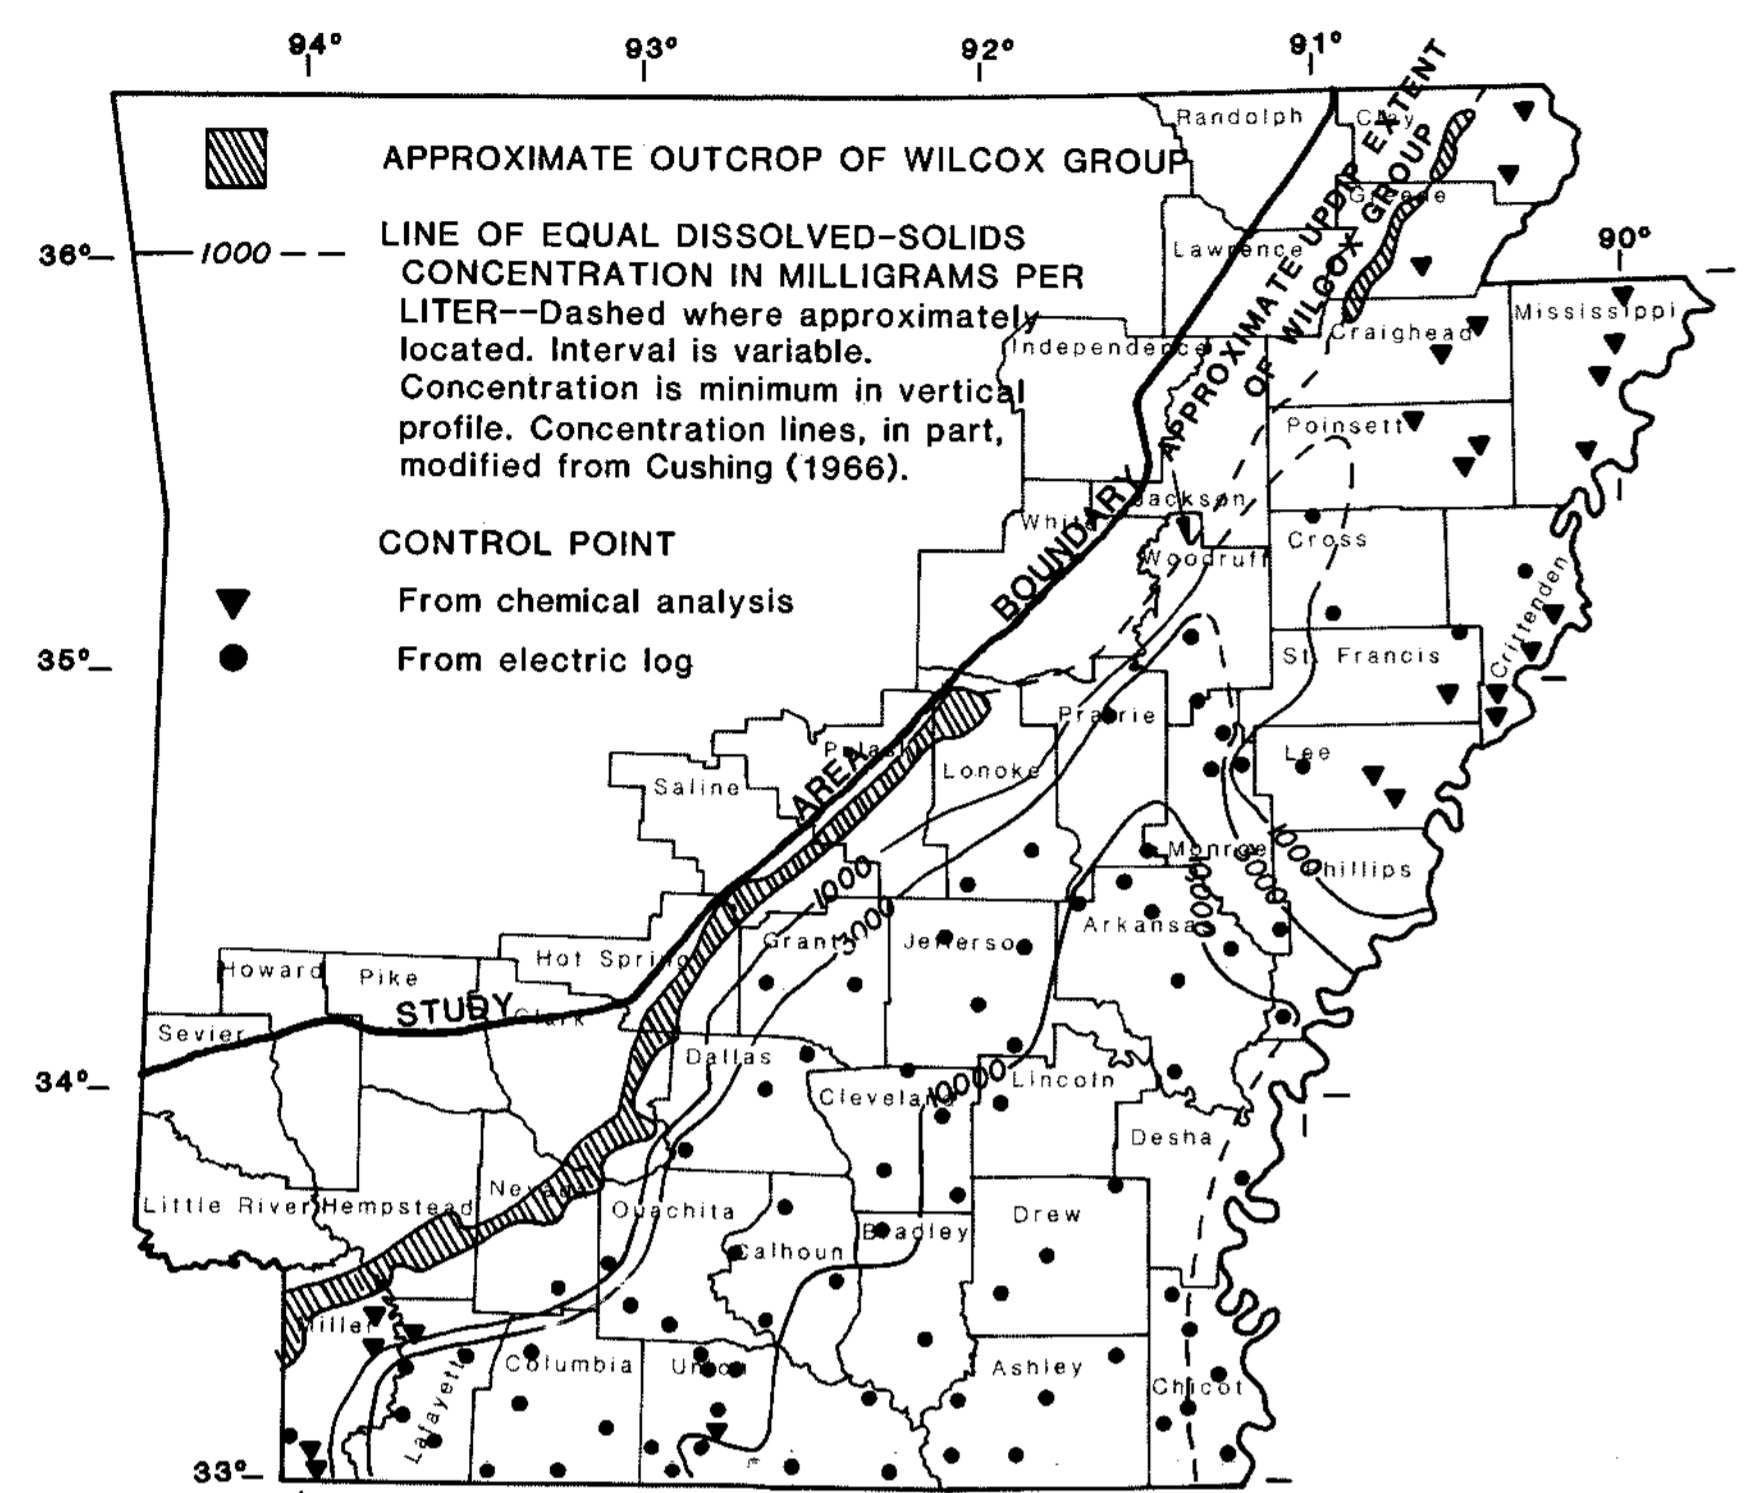 94° 93° 92° 91°
90°
36°
35°
34°
33°
APPROXIMATE OUTCROP OF WILCOX GROUP
1000
LINE OF EQUAL DISSOLVED-SOLIDS
CONCENTRATION IN MILLIGRAMS PER
LITER--Dashed where approximately
located. Interval is variable.
Concentration is minimum in vertical
profile. Concentration lines, in part,
modified from Cushing (1966).
CONTROL POINT
From chemical analysis
From electric log
APPROXIMATE UPDIP EXTENT
OF WILCOX GROUP
STUDY AREA BOUNDARY
Randolph
Clay
Greene
Lawrence
Mississippi
Craighead
Independence
Poinsett
Jackson
White
Cross
Woodruff
Crittenden
St. Francis
Prairie
Lee
Pulaski
Lonoke
Saline
Monroe
Phillips
1000
3000
10000
1000
3000
Arkansas
Grant
Jefferson
Hot Spring
Howard
Pike
Clark
Sevier
Dallas
10000
Lincoln
Cleveland
Desha
Nevada
Little River
Hempstead
Ouachita
Drew
Bradley
Calhoun
Miller
Columbia
Union
Ashley
Chicot
Lafayette